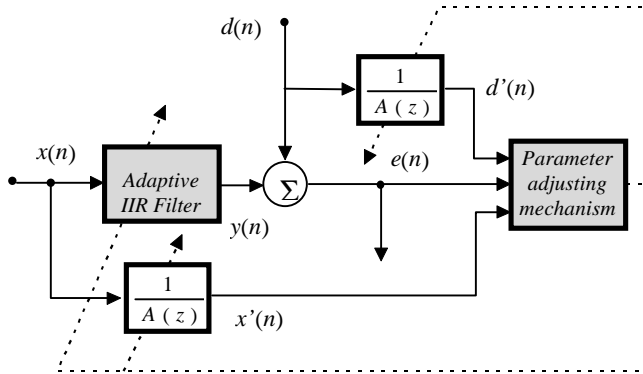 d(n)
1
A ( z )
d'(n)
x(n)
Adaptive
IIR Filter
Σ
e(n)
Parameter
adjusting
mechanism
y(n)
1
A ( z )
x'(n)